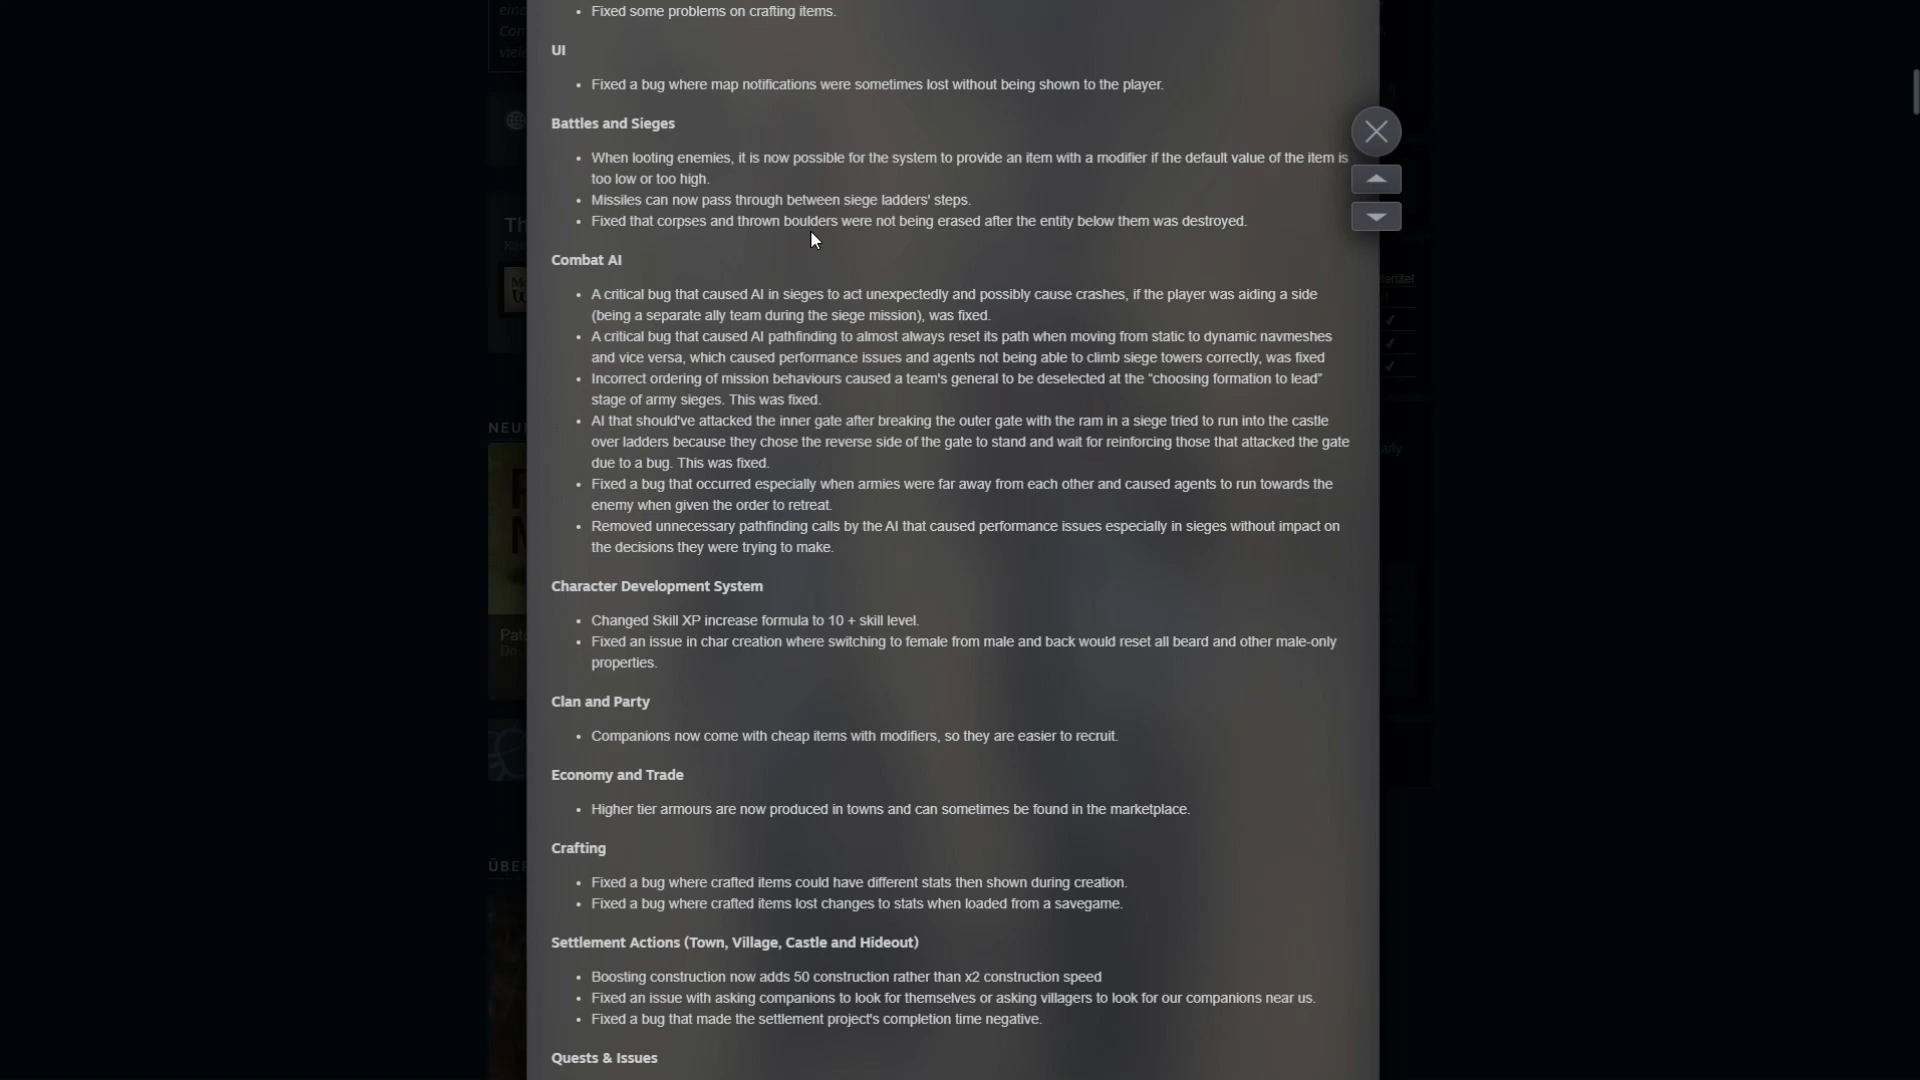 Fixed some problems on crafting items.
UI
Fixed a bug where map notifications were sometimes lost without being shown to the player.
Battles and Sieges
When looting enemies, it is now possible for the system to provide an item with a modifier if the default value of the item is
too low or too high.
Missiles can now pass through between siege ladders' steps.
Fixed that corpses and thrown boulders were not being erased after the entity below them was destroyed.
Combat AI
A critical bug that caused AI in sieges to act unexpectedly and possibly cause crashes, if the player was aiding a side
(being a separate ally team during the siege mission), was fixed.
A critical bug that caused AI pathfinding to almost always reset its path when moving from static to dynamic navmeshes
and vice versa, which caused performance issues and agents not being able to climb siege towers correctly, was fixed
Incorrect ordering of mission behaviours caused a team's general to be deselected at the “choosing formation to lead”
stage of army sieges. This was fixed.
AI that should've attacked the inner gate after breaking the outer gate with the ram in a siege tried to run into the castle
over ladders because they chose the reverse side of the gate to stand and wait for reinforcing those that attacked the gate
due to a bug. This was fixed.
Fixed a bug that occurred especially when armies were far away from each other and caused agents to run towards the
enemy when given the order to retreat.
Removed unnecessary pathfinding calls by the AI that caused performance issues especially in sieges without impact on
the decisions they were trying to make.
Character Development System
Changed Skill XP increase formula to 10 + skill level.
Fixed an issue in char creation where switching to female from male and back would reset all beard and other male-only
properties.
Clan and Party
Companions now come with cheap items with modifiers, so they are easier to recruit.
Economy and Trade
Higher tier armours are now produced in towns and can sometimes be found in the marketplace.
Crafting
Fixed a bug where crafted items could have different stats then shown during creation.
Fixed a bug where crafted items lost changes to stats when loaded from a savegame.
Settlement Actions (Town, Village, Castle and Hideout)
Boosting construction now adds 50 construction rather than x2 construction speed
Fixed an issue with asking companions to look for themselves or asking villagers to look for our companions near us.
Fixed a bug that made the settlement project's completion time negative.
Quests & Issues